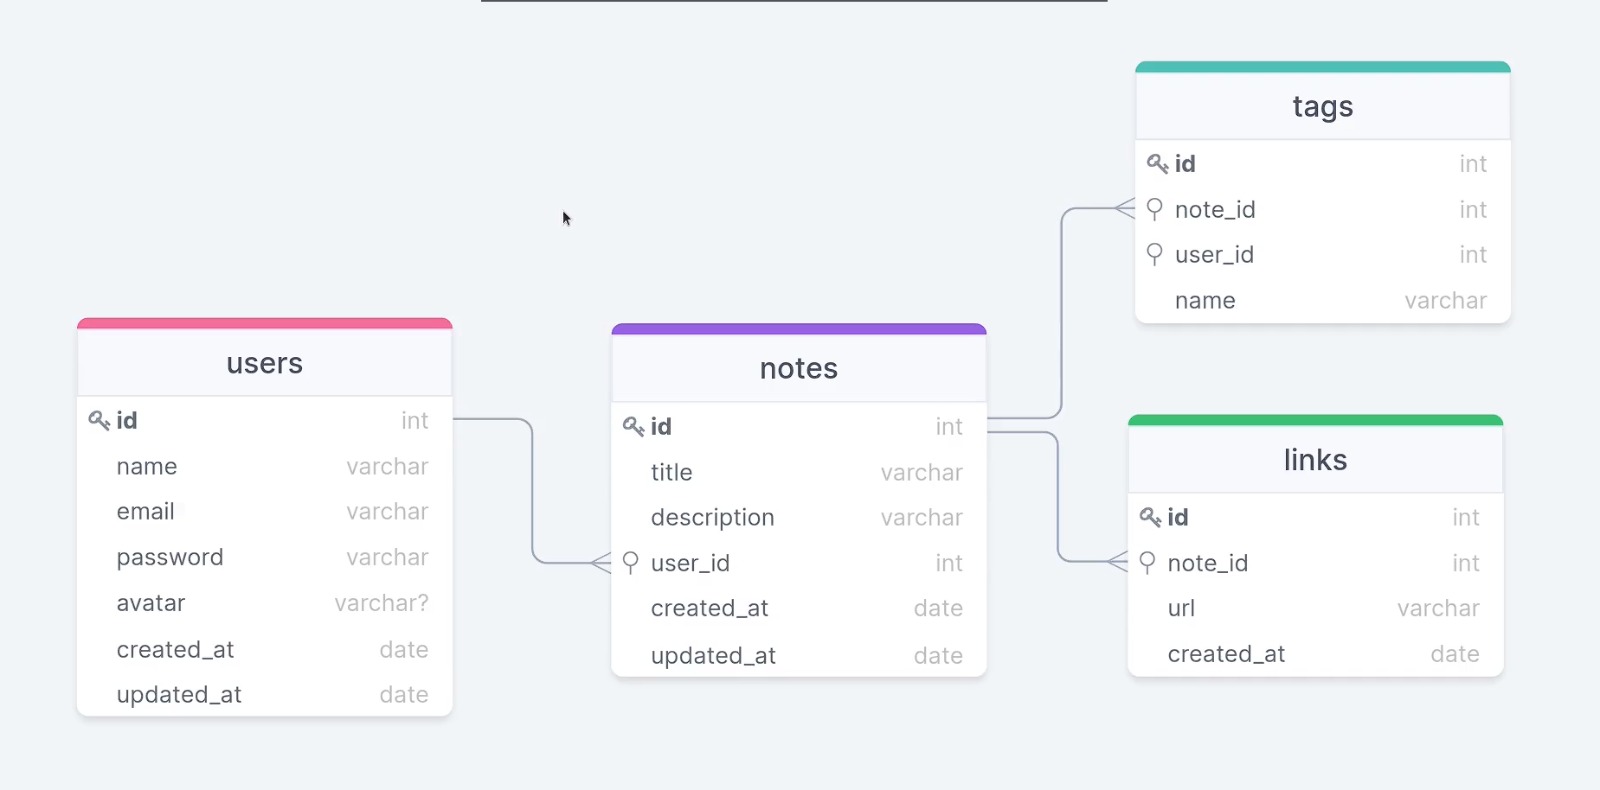 users
id int
name varchar
email varchar
password varchar
avatar varchar?
created_at date
updated_at date
notes
id int
title varchar
description varchar
user_id int
created_at date
updated_at date
tags
id int
note_id int
user_id int
name varchar
links
id int
note_id int
url varchar
created_at date